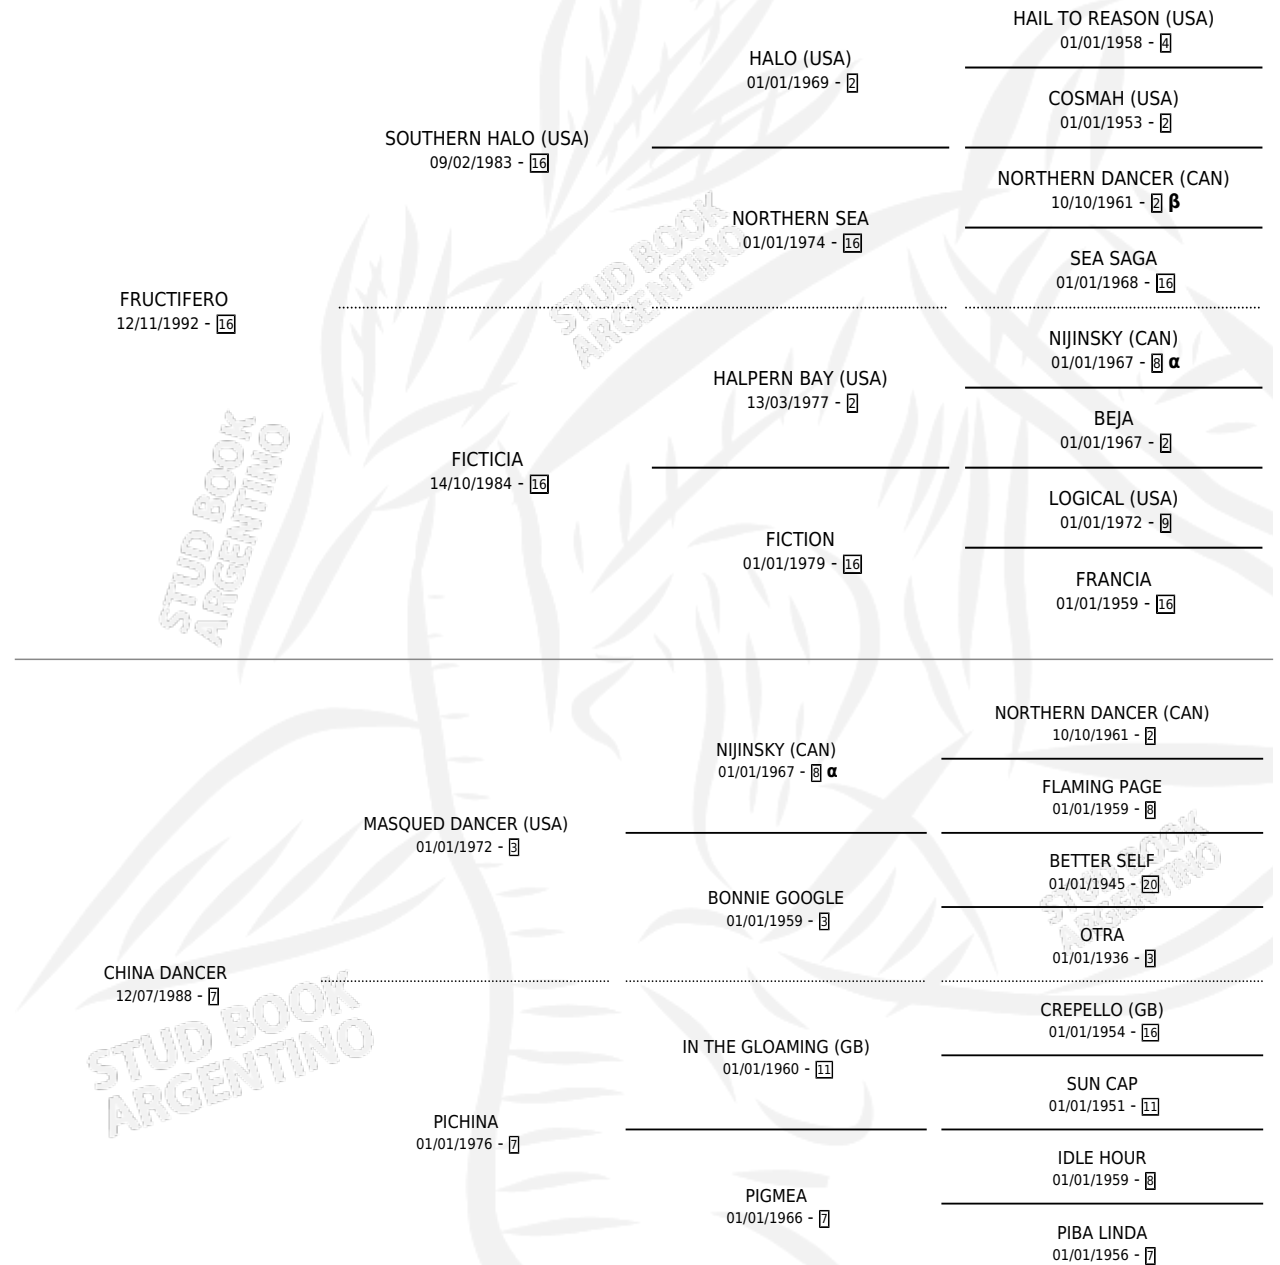 HAIL TO REASON (USA)
01/01/1958 - 4
HALO (USA)
01/01/1969 - 2
COSMAH (USA)
01/01/1953 - 2
SOUTHERN HALO (USA)
09/02/1983 - 16
NORTHERN DANCER (CAN)
10/10/1961 - 2 β
NORTHERN SEA
01/01/1974 - 16
SEA SAGA
01/01/1968 - 16
FRUCTIFERO
12/11/1992 - 16
NIJINSKY (CAN)
01/01/1967 - 8 α
HALPERN BAY (USA)
13/03/1977 - 2
BEJA
01/01/1967 - 2
FICTICIA
14/10/1984 - 16
LOGICAL (USA)
01/01/1972 - 9
FICTION
01/01/1979 - 16
FRANCIA
01/01/1959 - 16
NORTHERN DANCER (CAN)
10/10/1961 - 2
NIJINSKY (CAN)
01/01/1967 - 8 α
FLAMING PAGE
01/01/1959 - 8
MASQUED DANCER (USA)
01/01/1972 - 3
BETTER SELF
01/01/1945 - 20
BONNIE GOOGLE
01/01/1959 - 3
OTRA
01/01/1936 - 3
CHINA DANCER
12/07/1988 - 7
CREPELLO (GB)
01/01/1954 - 16
IN THE GLOAMING (GB)
01/01/1960 - 11
SUN CAP
01/01/1951 - 11
PICHINA
01/01/1976 - 7
IDLE HOUR
01/01/1959 - 8
PIGMEA
01/01/1966 - 7
PIBA LINDA
01/01/1956 - 7
STUD BOOK
ARGENTINO
STUD BOOK
ARGENTINO
STUD BOOK
ARGENTINO
STUD BOOK
ARGENTINO